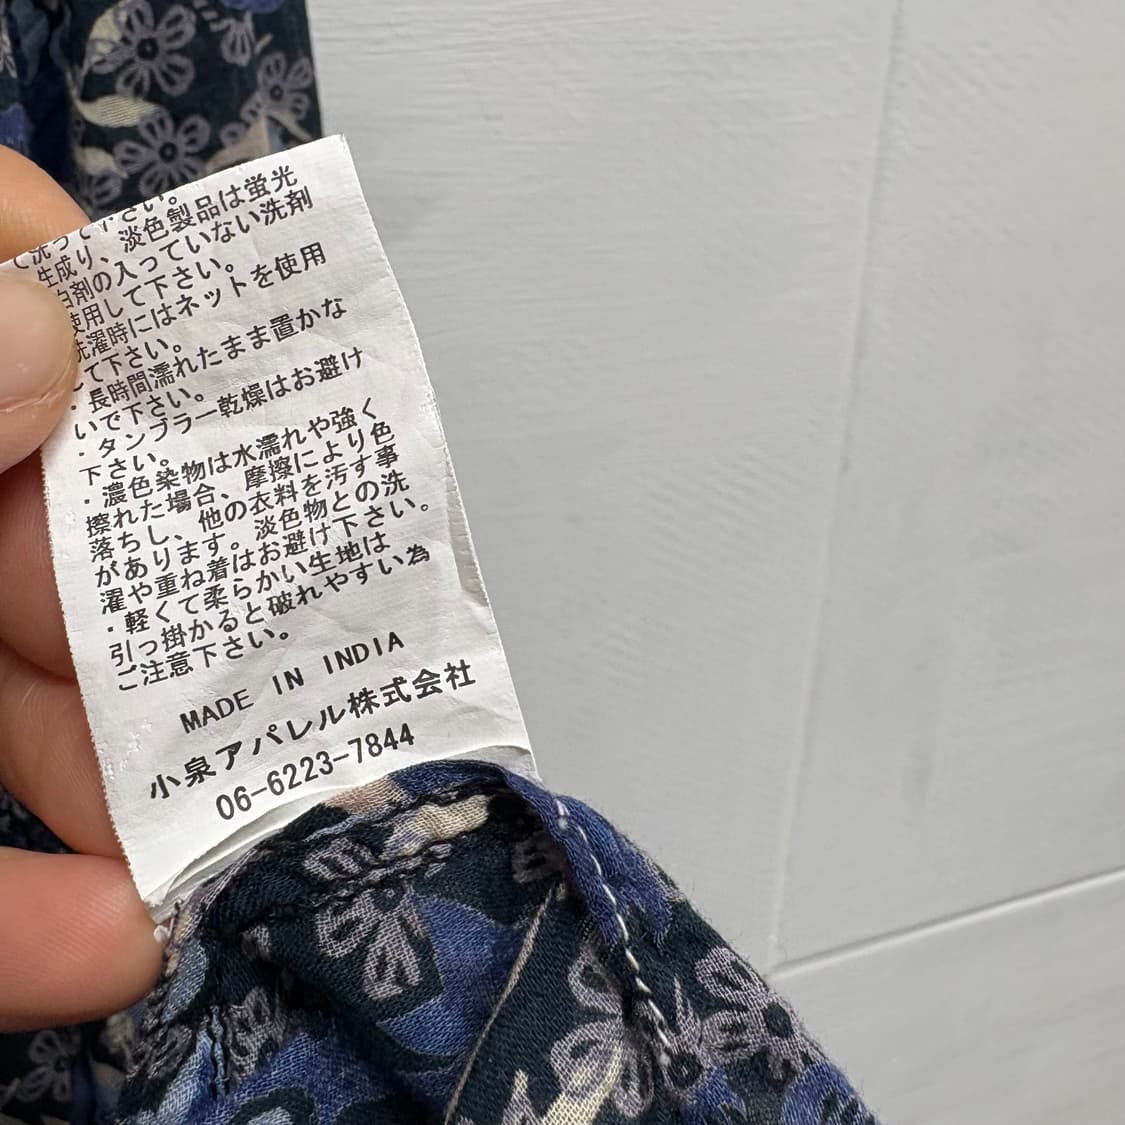 て洗って下さい。
生成り、淡色製品は蛍光
白剤の入っていない洗剤
使用して下さい。
洗濯時にはネットを使用
して下さい。
・長時間濡れたまま置かな
いで下さい。
・タンブラー乾燥はお避け
下さい。
・濃色染物は水濡れや強く
擦れた場合、摩擦により色
落ちし、他の衣料を汚す事
があります。淡色物との洗
濯や重ね着はお避け下さい。
・軽くて柔らかい生地は
引っ掛かると破れやすい為
ご注意下さい。
MADE IN INDIA
小泉アパレル株式会社
06-6223-7844